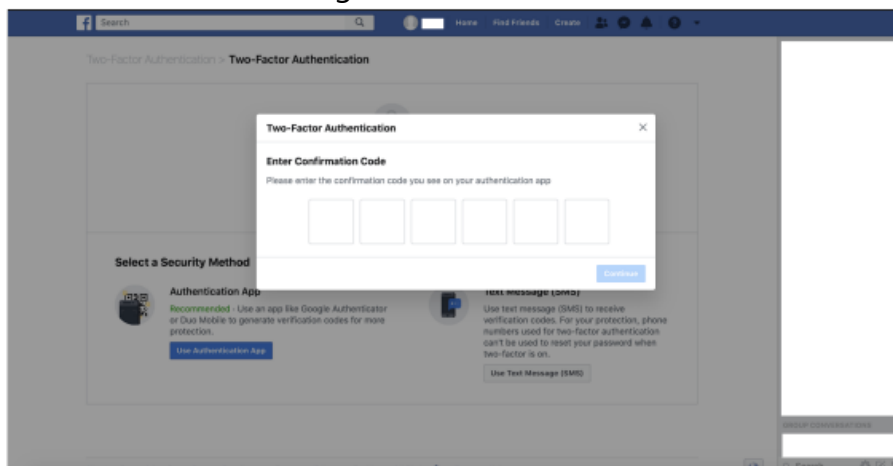 Search
Home Find Friends Create
Two-Factor Authentication > Two-Factor Authentication
Two-Factor Authentication
Enter Confirmation Code
Please enter the confirmation code you see on your authentication app
Continue
Select a Security Method
Authentication App
Recommended · Use an app like Google Authenticator
or Duo Mobile to generate verification codes for more
protection.
Use Authentication App
Text Message (SMS)
Use text message (SMS) to receive
verification codes. For your protection, phone
numbers used for two-factor authentication
can't be used to reset your password when
two-factor is on.
Use Text Message (SMS)
GROUP CONVERSATIONS
Search